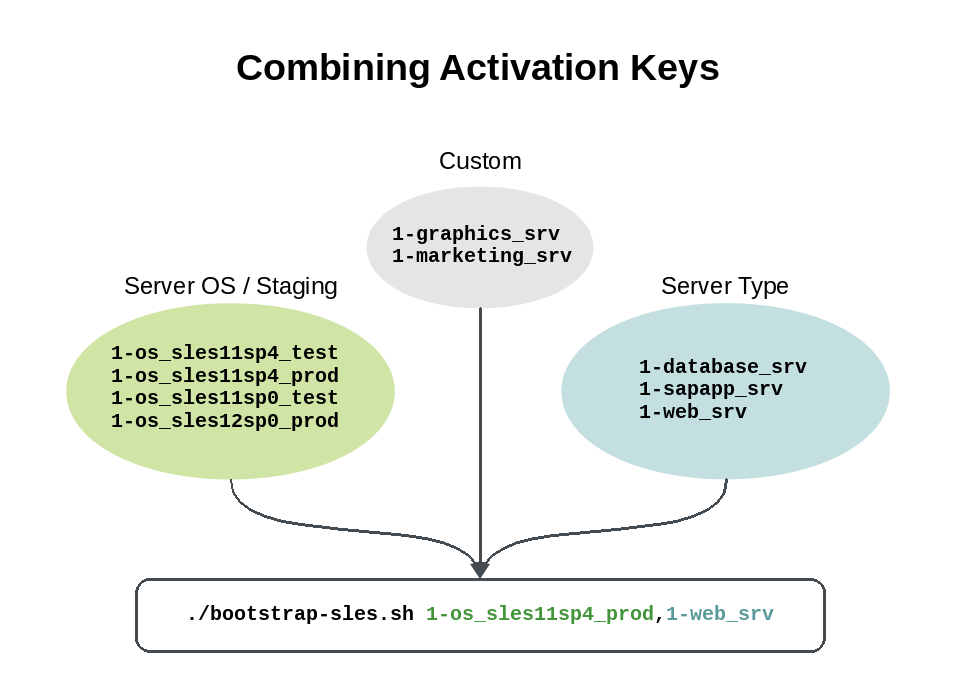 Combining Activation Keys
Custom
1-graphics_srv
1-marketing_srv
Server OS / Staging
1-os_sles11sp4_test
1-os_sles11sp4_prod
1-os_sles11sp0_test
1-os_sles12sp0_prod
Server Type
1-database_srv
1-sapapp_srv
1-web_srv
./bootstrap-sles.sh 1-os_sles11sp4_prod,1-web_srv